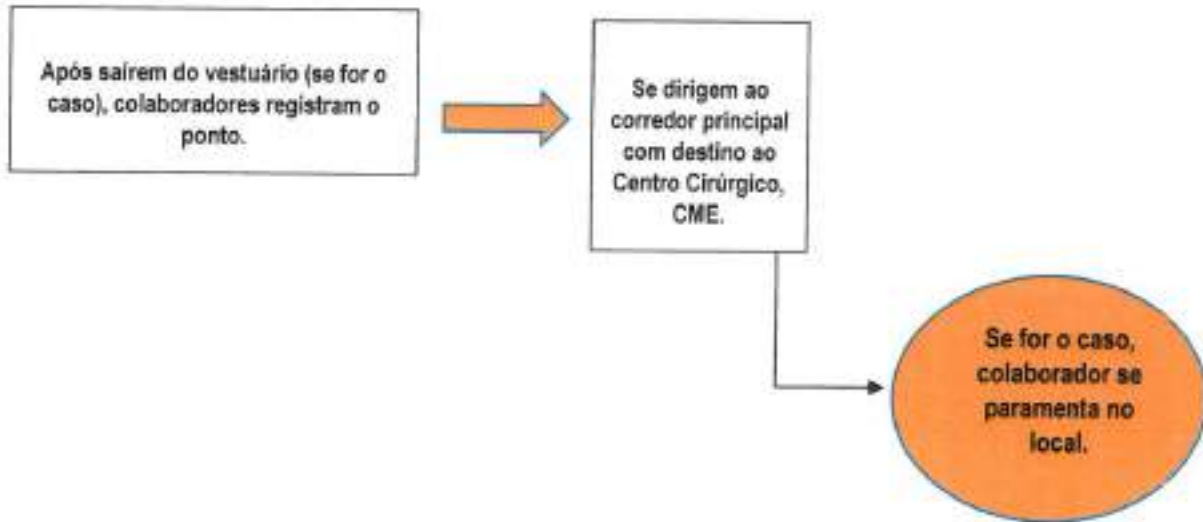 Após saírem do vestuário (se for o
caso), colaboradores registram o
ponto.
Se dirigem ao
corredor principal
com destino ao
Centro Cirúrgico,
CME.
Se for o caso,
colaborador se
paramenta no
local.